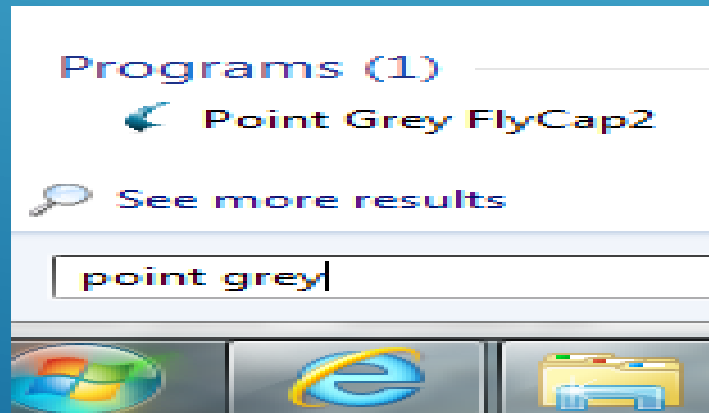 Programs (1)
Point Grey FlyCap2
See more results
point grey